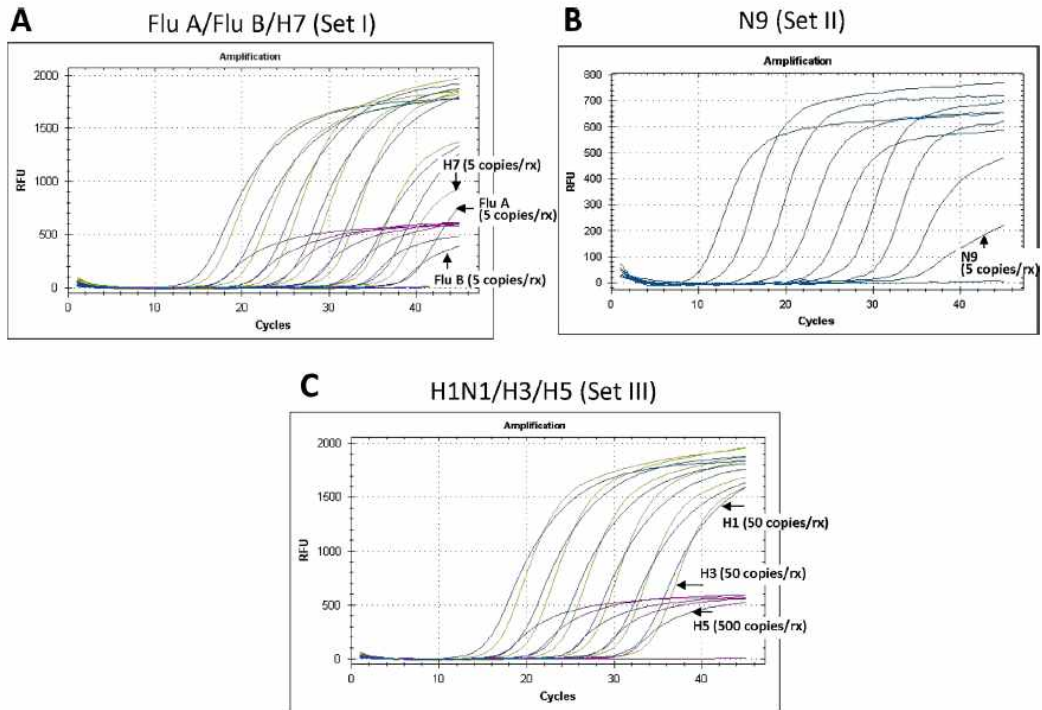 A
Flu A/Flu B/H7 (Set I)
Amplification
2000
1500
1000
500
0
RFU
H7 (5 copies/rx)
Flu A
(5 copies/rx)
Flu B (5 copies/rx)
0
10
20
30
40
Cycles
B
N9 (Set II)
Amplification
800
700
600
500
400
300
200
100
0
RFU
N9
(5 copies/rx)
0
10
20
30
40
Cycles
C
H1N1/H3/H5 (Set III)
Amplification
2000
1500
1000
500
0
RFU
H1 (50 copies/rx)
H3 (50 copies/rx)
H5 (500 copies/rx)
0
10
20
30
40
Cycles